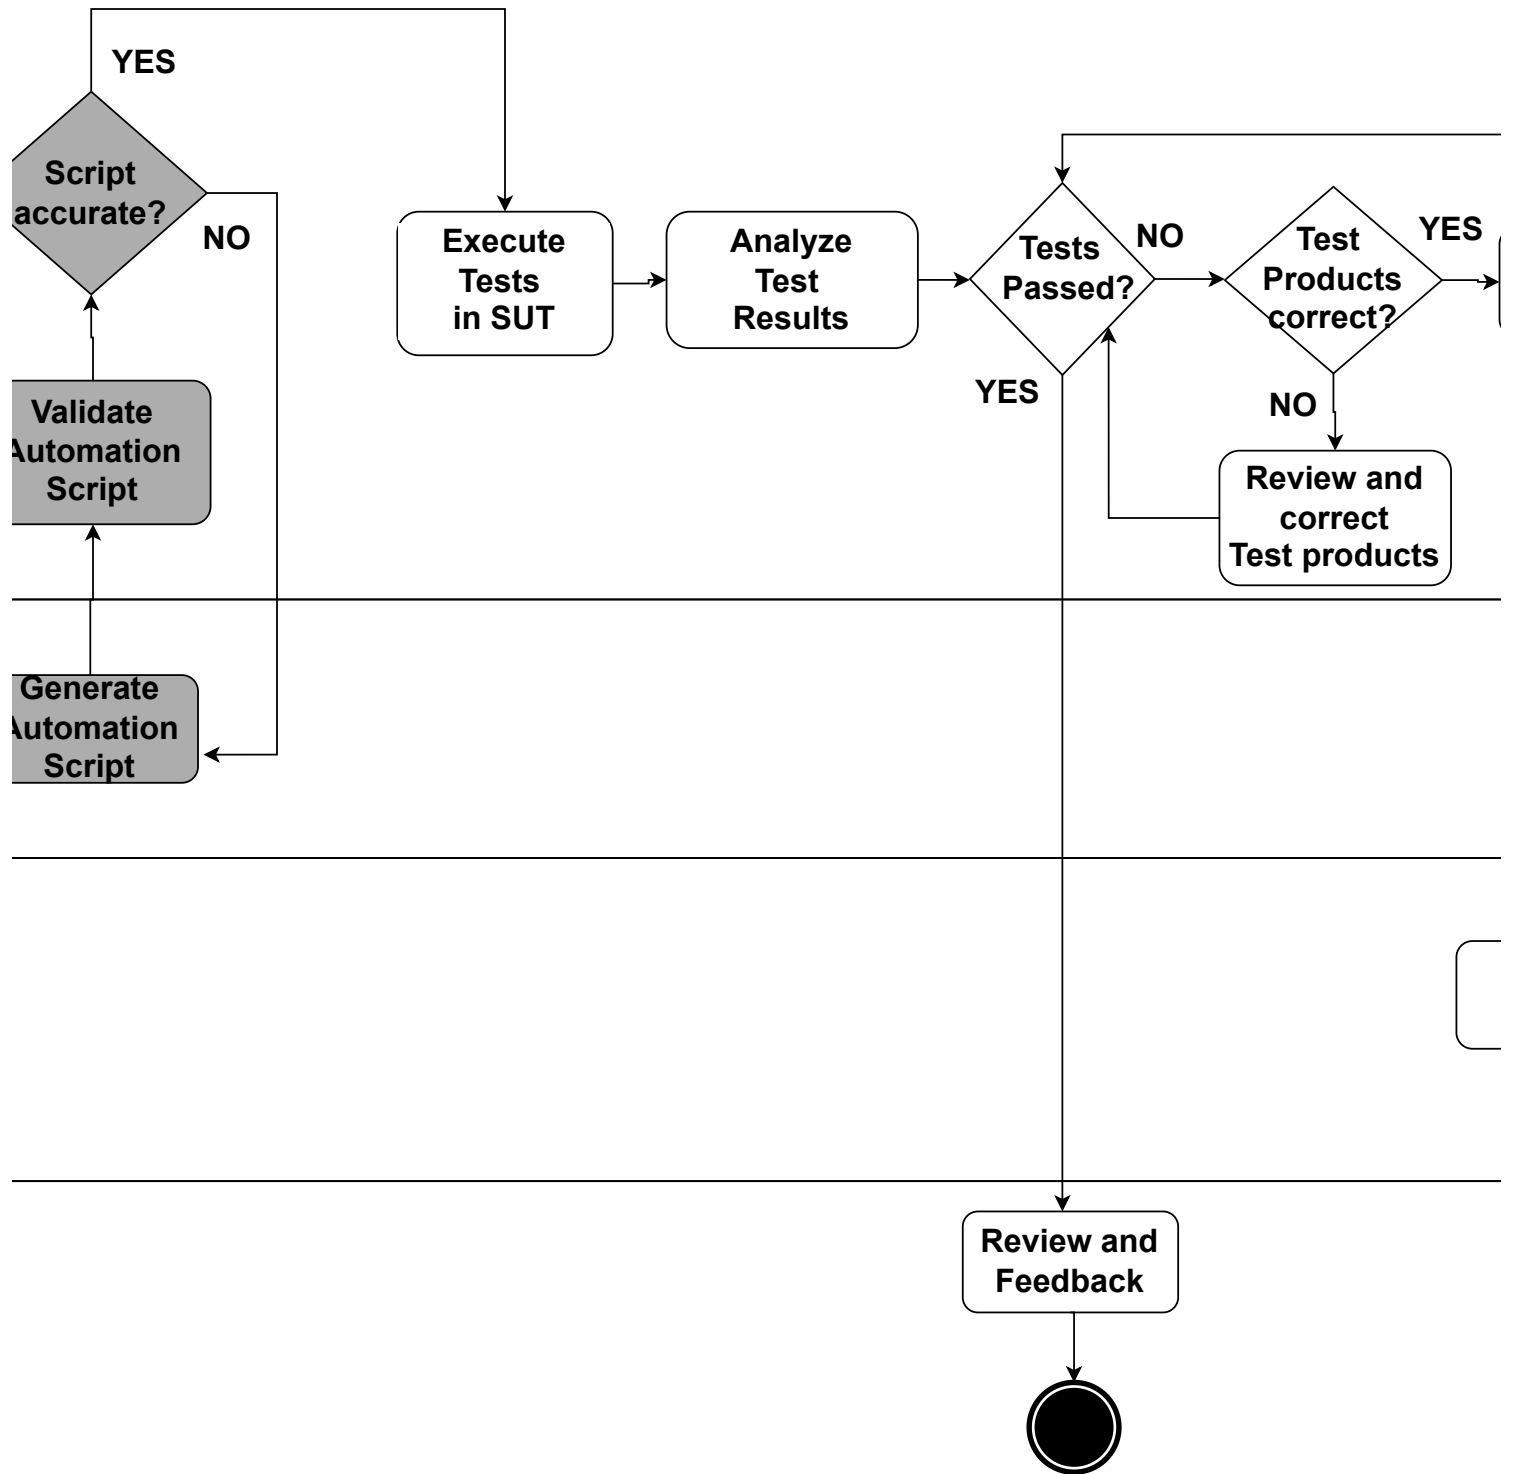 YES
Script
accurate?
NO
Execute
Tests
in SUT
Analyze
Test
Results
Tests
Passed?
NO
YES
Test
Products
correct?
YES
NO
Review and
correct
Test products
Validate
Automation
Script
Generate
Automation
Script
Review and
Feedback